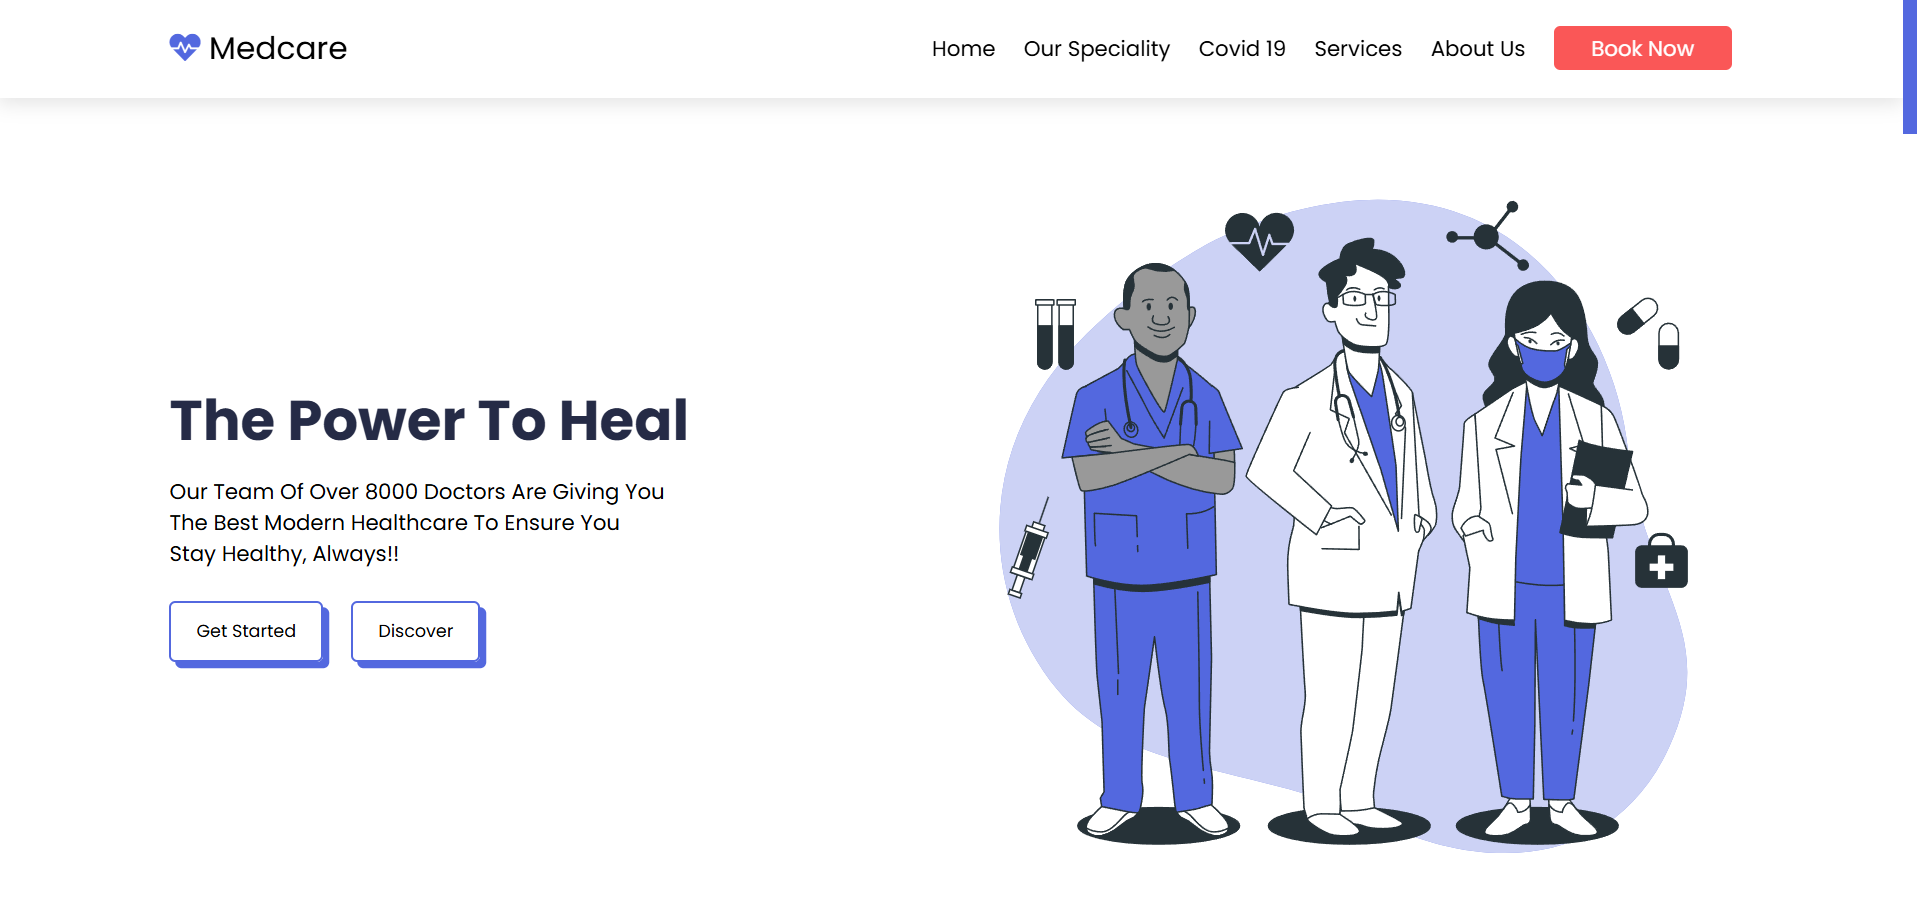 Medcare
Home Our Speciality Covid 19 Services About Us Book Now
The Power To Heal
Our Team Of Over 8000 Doctors Are Giving You
The Best Modern Healthcare To Ensure You
Stay Healthy, Always!!
Get Started Discover